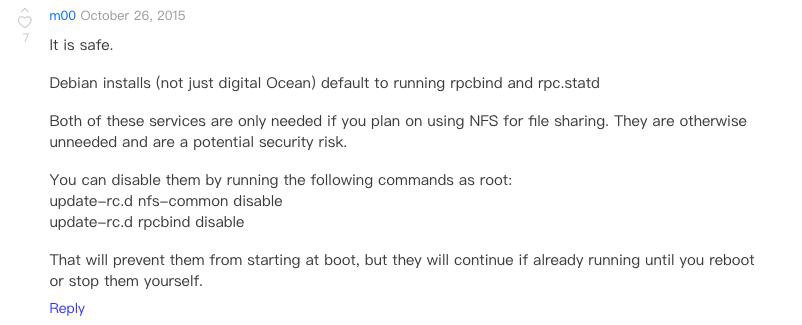 m00 October 26, 2015
7
It is safe.
Debian installs (not just digital Ocean) default to running rpcbind and rpc.statd
Both of these services are only needed if you plan on using NFS for file sharing. They are otherwise
unneeded and are a potential security risk.
You can disable them by running the following commands as root:
update-rc.d nfs-common disable
update-rc.d rpcbind disable
That will prevent them from starting at boot, but they will continue if already running until you reboot
or stop them yourself.
Reply